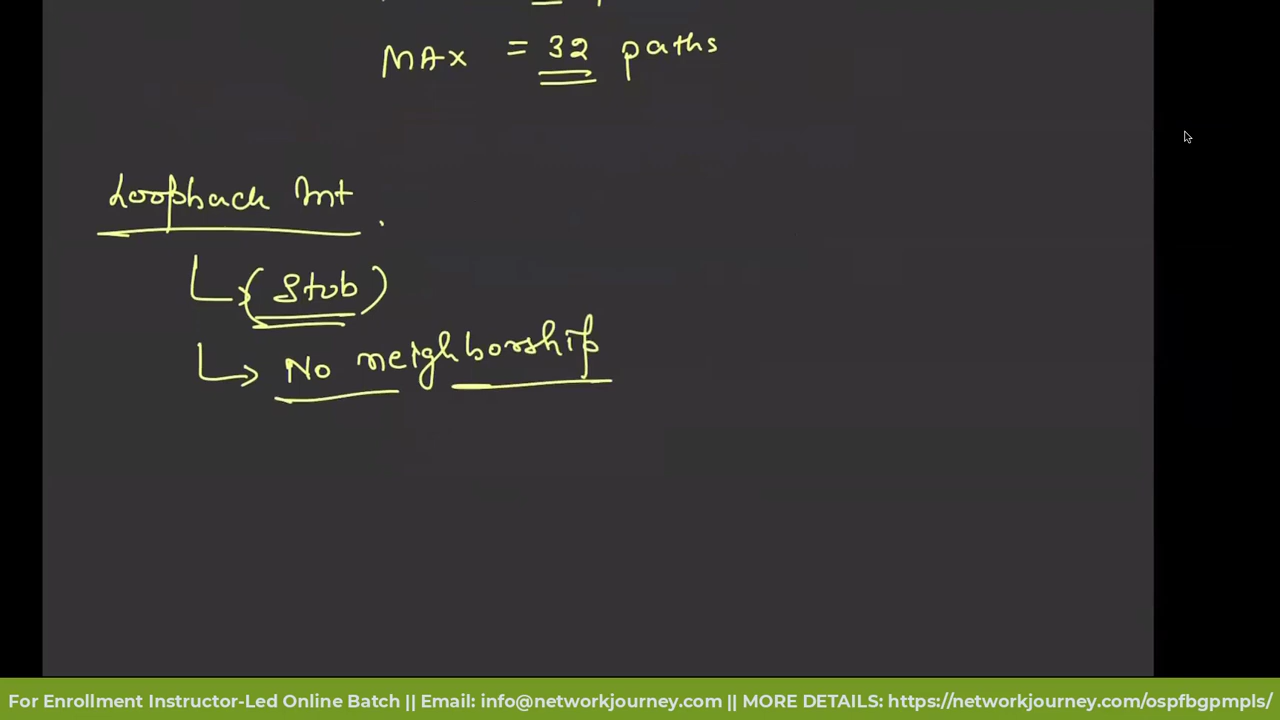 MAX = 32 paths
Loopback Int
↳ (Stub)
↳ No neighborship
For Enrollment Instructor-Led Online Batch || Email: info@networkjourney.com || MORE DETAILS: https://networkjourney.com/ospfbgpmpls/